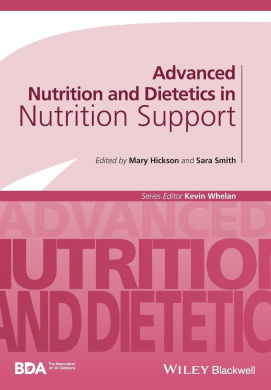 Advanced
Nutrition and Dietetics in
Nutrition Support
Edited by Mary Hickson and Sara Smith
Series Editor Kevin Whelan
ADVANCED
NUTRITION
AND DIETETIC
BDA The Association
of UK Dietitians
WILEY Blackwell